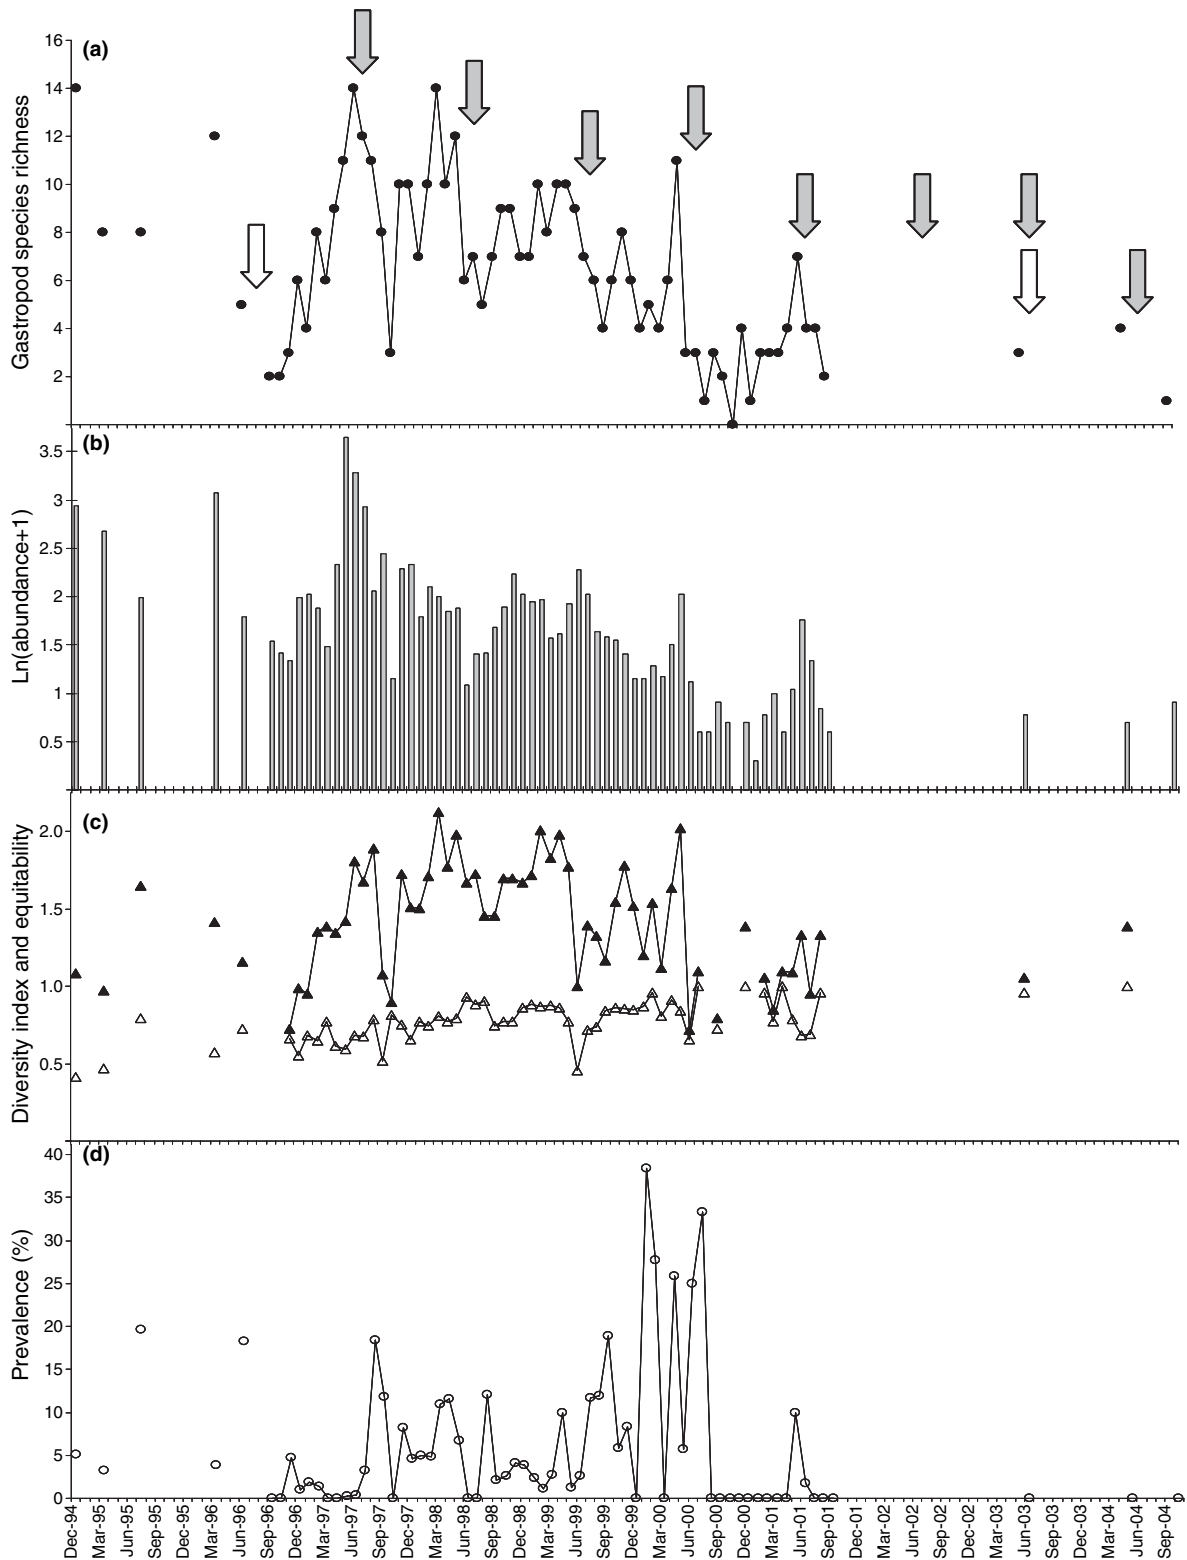 (a)
Gastropod species richness
16
14
12
10
8
6
4
2
(b)
Ln(abundance+1)
3.5
3
2.5
2
1.5
1
0.5
(c)
Diversity index and equitability
2.0
1.5
1.0
0.5
(d)
Prevalence (%)
40
35
30
25
20
15
10
5
0
Dec-94
Mar-95
Jun-95
Sep-95
Dec-95
Mar-96
Jun-96
Sep-96
Dec-96
Mar-97
Jun-97
Sep-97
Dec-97
Mar-98
Jun-98
Sep-98
Dec-98
Mar-99
Jun-99
Sep-99
Dec-99
Mar-00
Jun-00
Sep-00
Dec-00
Mar-01
Jun-01
Sep-01
Dec-01
Mar-02
Jun-02
Sep-02
Dec-02
Mar-03
Jun-03
Sep-03
Dec-03
Mar-04
Jun-04
Sep-04